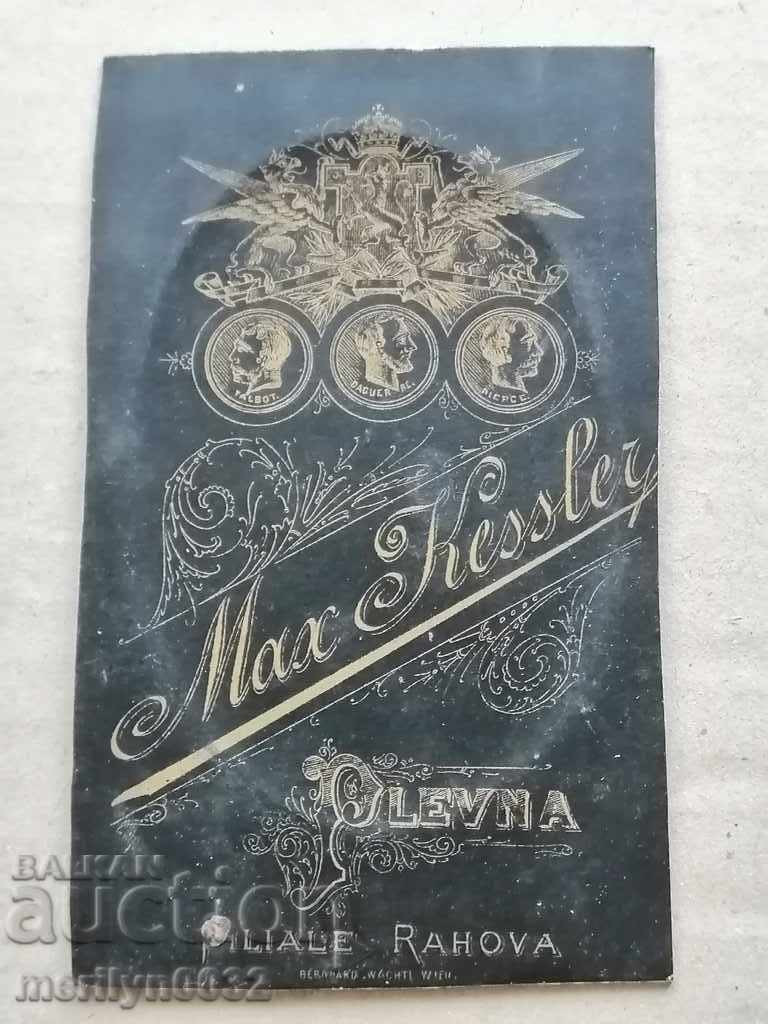 TALBOT.
DAGUERRE.
NIEPCE.
Max Kessler
PLEVNA
FILIALE RAHOVA
BERNHARD WACHTL WIEN.
BALKAN
auction
merilyn0032